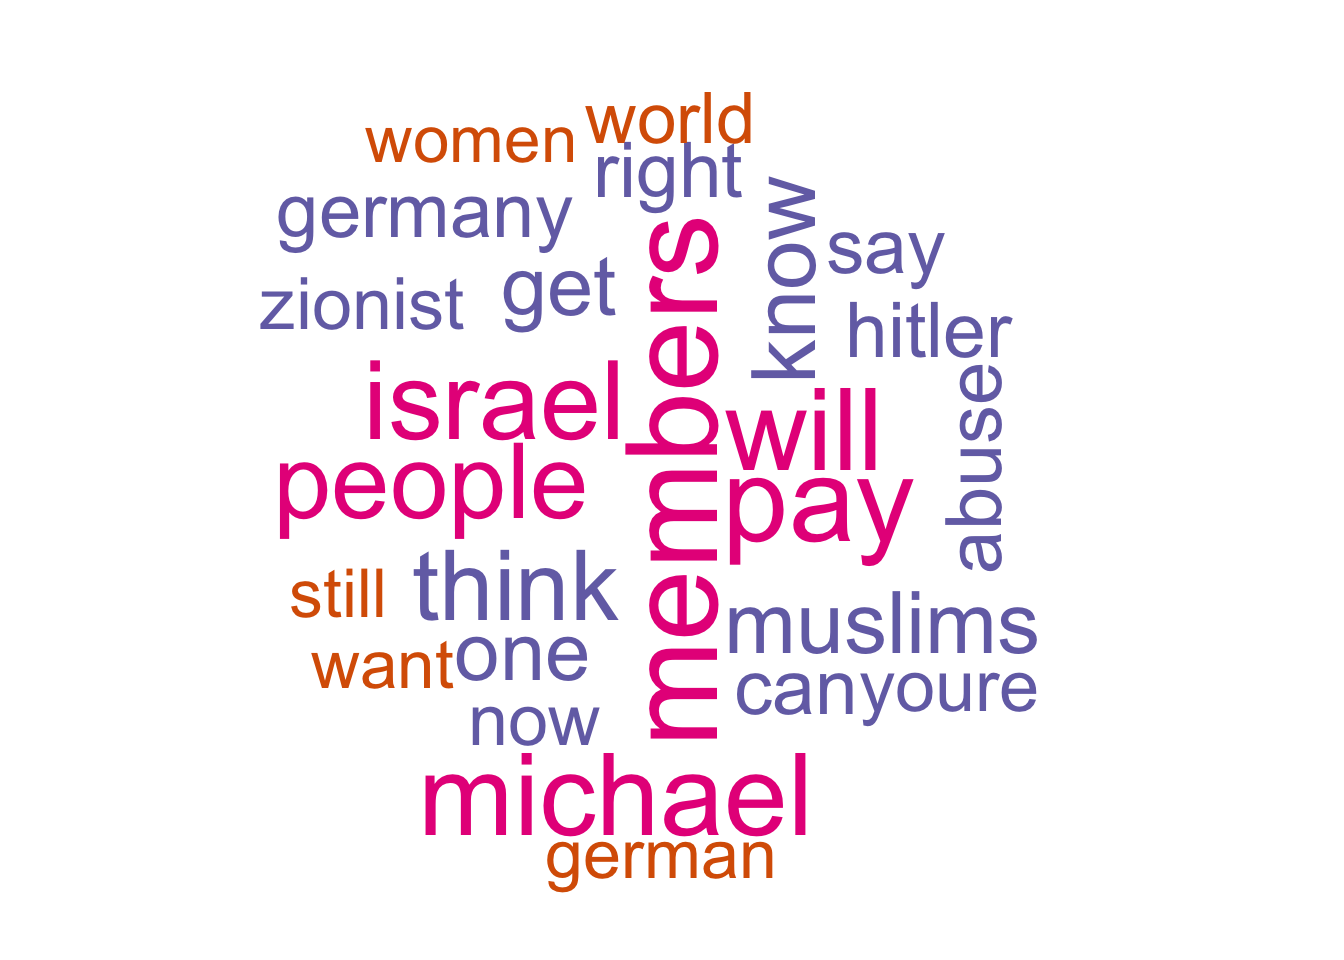 women world
right
germany
know
say
zionist
get
hitler
members
israel
will
abuse
people
pay
still
think
muslims
want
one
can
youre
now
michael
german